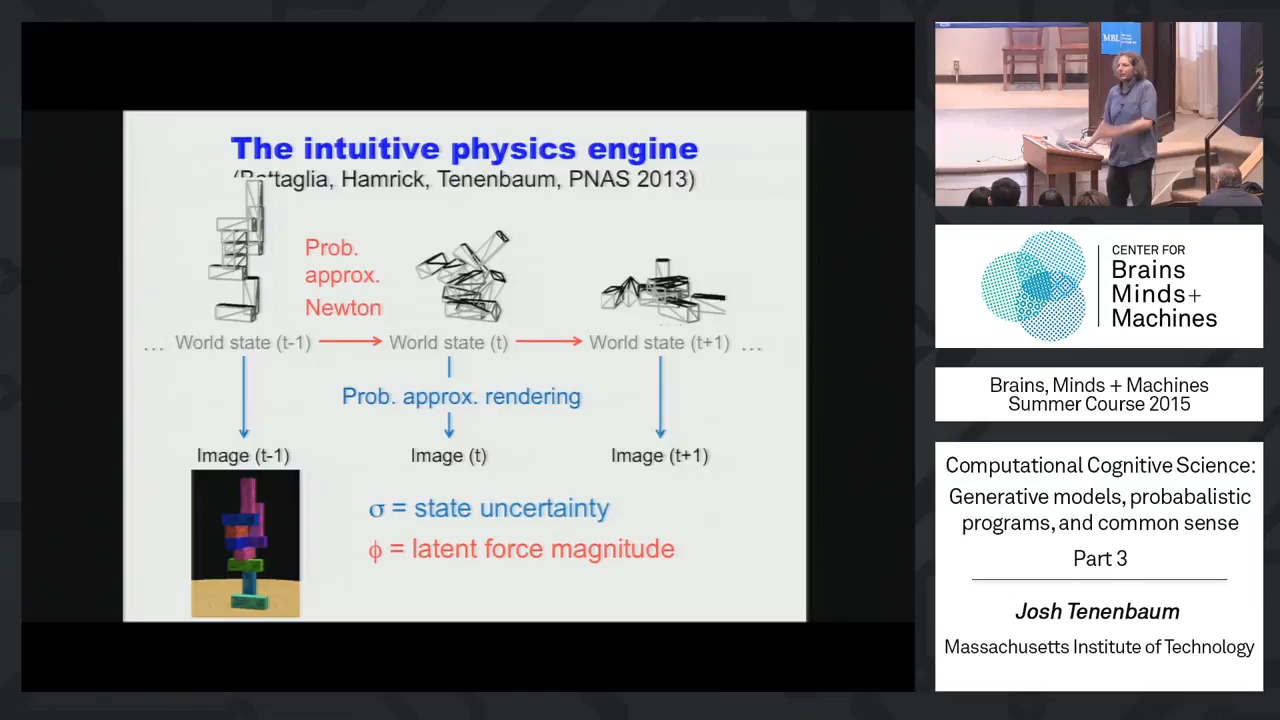 The intuitive physics engine
(Battaglia, Hamrick, Tenenbaum, PNAS 2013)
Prob.
approx.
Newton
... World state (t-1) World state (t) World state (t+1) ...
Prob. approx. rendering
Image (t-1) Image (t) Image (t+1)
σ = state uncertainty
ϕ = latent force magnitude
MBL
CENTER FOR
Brains
Minds+
Machines
Brains, Minds + Machines
Summer Course 2015
Computational Cognitive Science:
Generative models, probabalistic
programs, and common sense
Part 3
Josh Tenenbaum
Massachusetts Institute of Technology